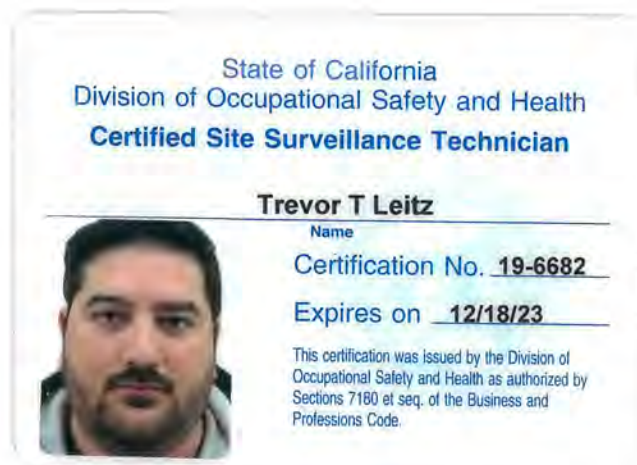 State of California
Division of Occupational Safety and Health
Certified Site Surveillance Technician
Trevor T Leitz
Name
Certification No. 19-6682
Expires on 12/18/23
This certification was issued by the Division of
Occupational Safety and Health as authorized by
Sections 7180 et seq. of the Business and
Professions Code.